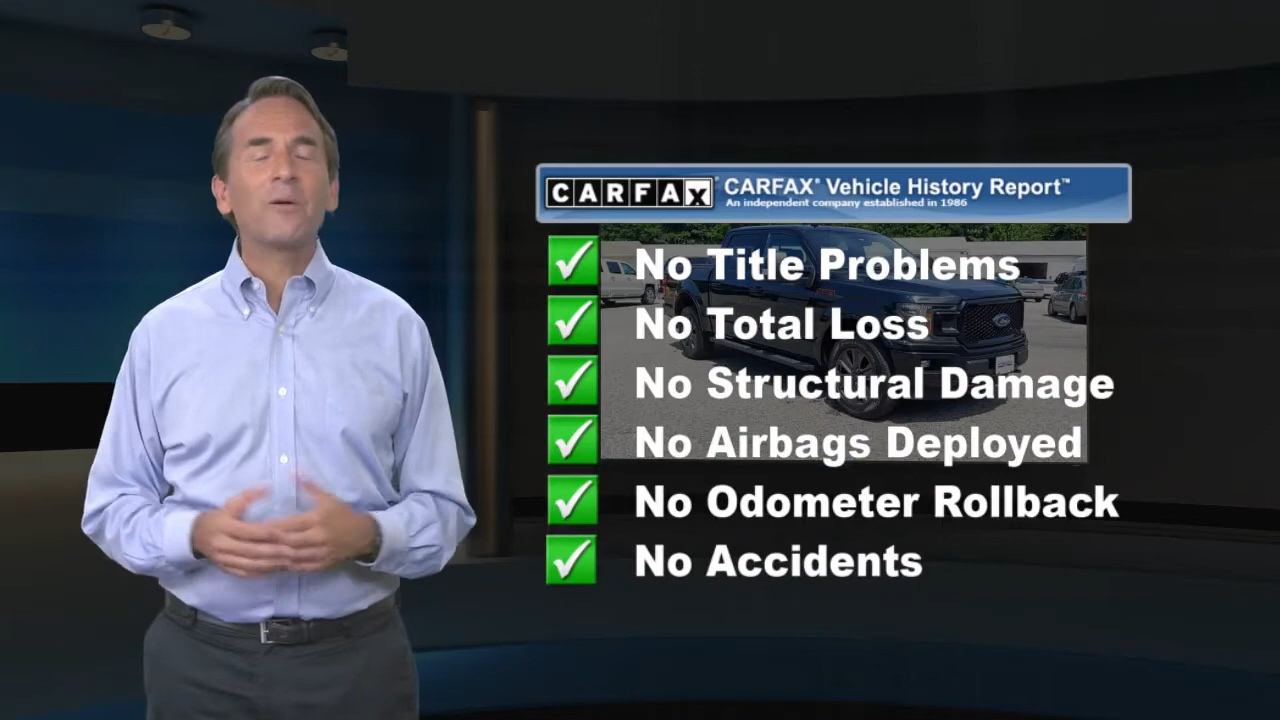 CARFAX® CARFAX® Vehicle History Report™
An independent company established in 1986
No Title Problems
No Total Loss
No Structural Damage
No Airbags Deployed
No Odometer Rollback
No Accidents